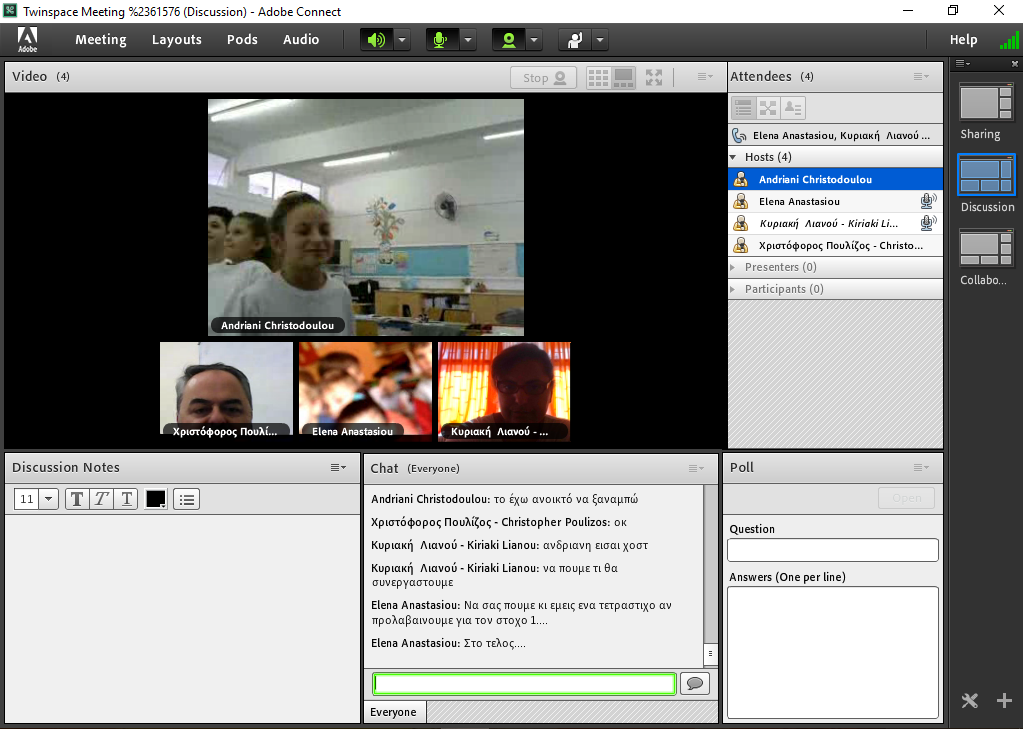 Twinspace Meeting %2361576 (Discussion) - Adobe Connect
Adobe
Meeting
Layouts
Pods
Audio
Help
Video (4)
Stop
Andriani Christodoulou
Χριστόφορος Πουλί...
Elena Anastasiou
Κυριακή Λιανού - ...
Attendees (4)
Elena Anastasiou, Κυριακή Λιανού ...
Hosts (4)
Andriani Christodoulou
Elena Anastasiou
Κυριακή Λιανού - Kiriaki Li...
Χριστόφορος Πουλίζος - Christo...
Presenters (0)
Participants (0)
Sharing
Discussion
Collabo...
Discussion Notes
11
T T T
Chat (Everyone)
Andriani Christodoulou: το έχω ανοικτό να ξαναμπώ
Χριστόφορος Πουλίζος - Christopher Poulizos: οκ
Κυριακή Λιανού - Kiriaki Lianou: ανδριανη εισαι χοστ
Κυριακή Λιανού - Kiriaki Lianou: να πουμε τι θα
συνεργαστουμε
Elena Anastasiou: Να σας πουμε κι εμεις ενα τετραστιχο αν
προλαβαινουμε για τον στοχο 1....
Elena Anastasiou: Στο τελος....
Everyone
Poll
Open
Question
Answers (One per line)